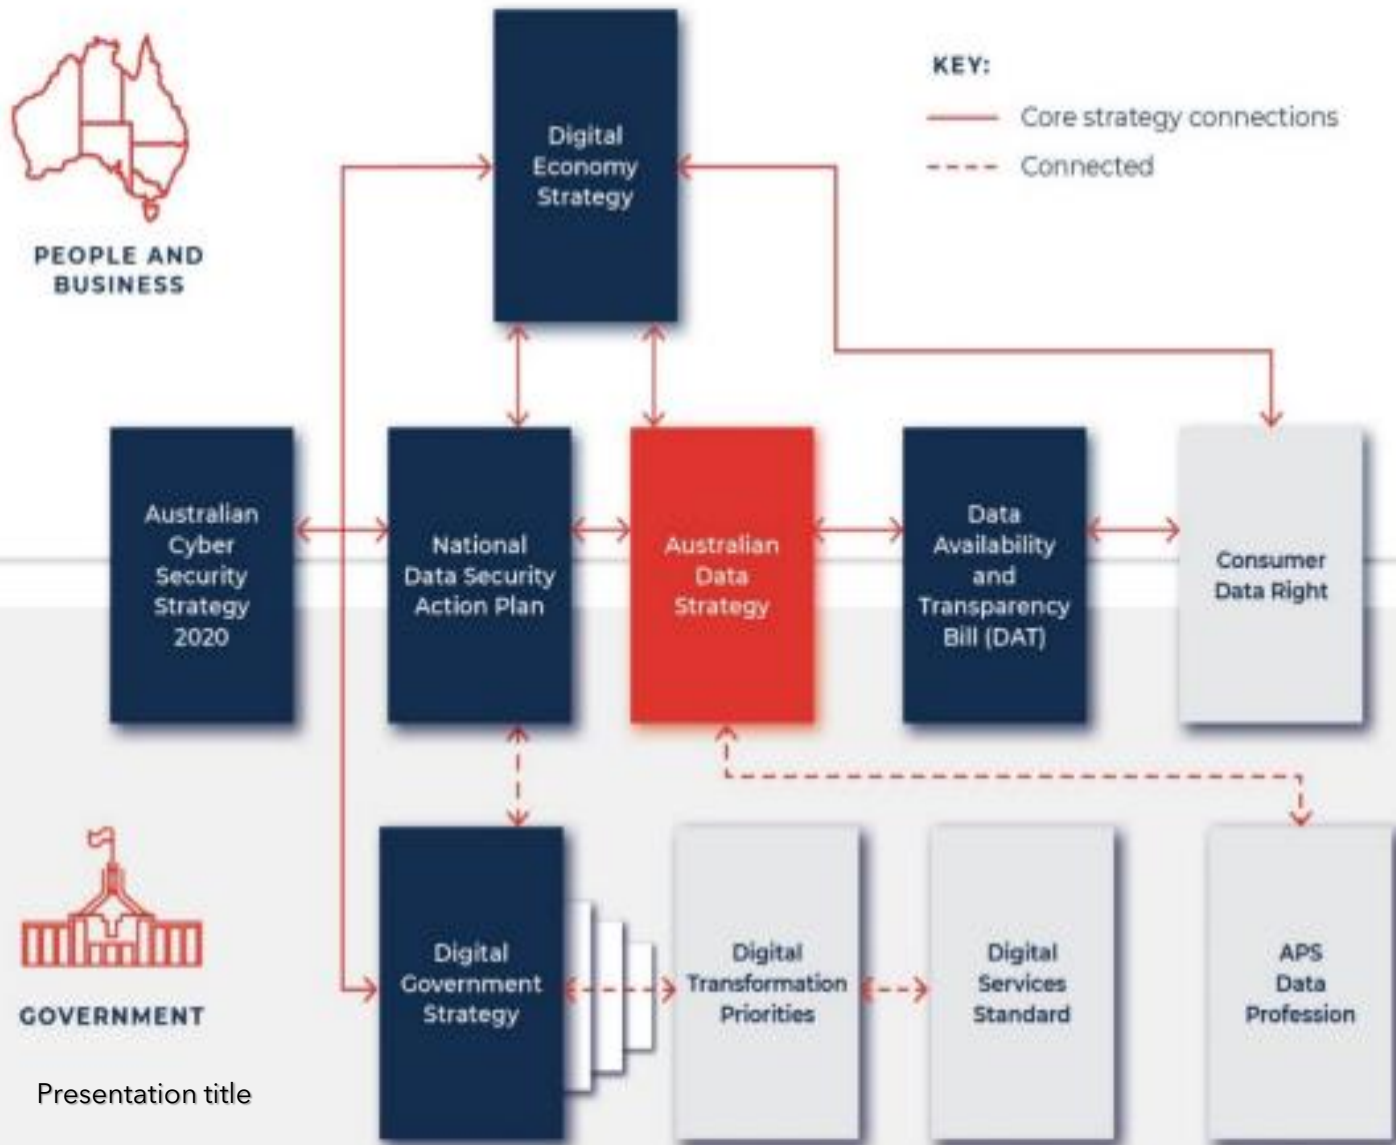 Digital
Economy
Strategy
KEY:
Core strategy connections
Connected
PEOPLE AND
BUSINESS
Australian
Cyber
Security
Strategy
2020
National
Data Security
Action Plan
Australian
Data
Strategy
Data
Availability
and
Transparency
Bill (DAT)
Consumer
Data Right
GOVERNMENT
Digital
Government
Strategy
Digital
Transformation
Priorities
Digital
Services
Standard
APS
Data
Profession
Presentation title